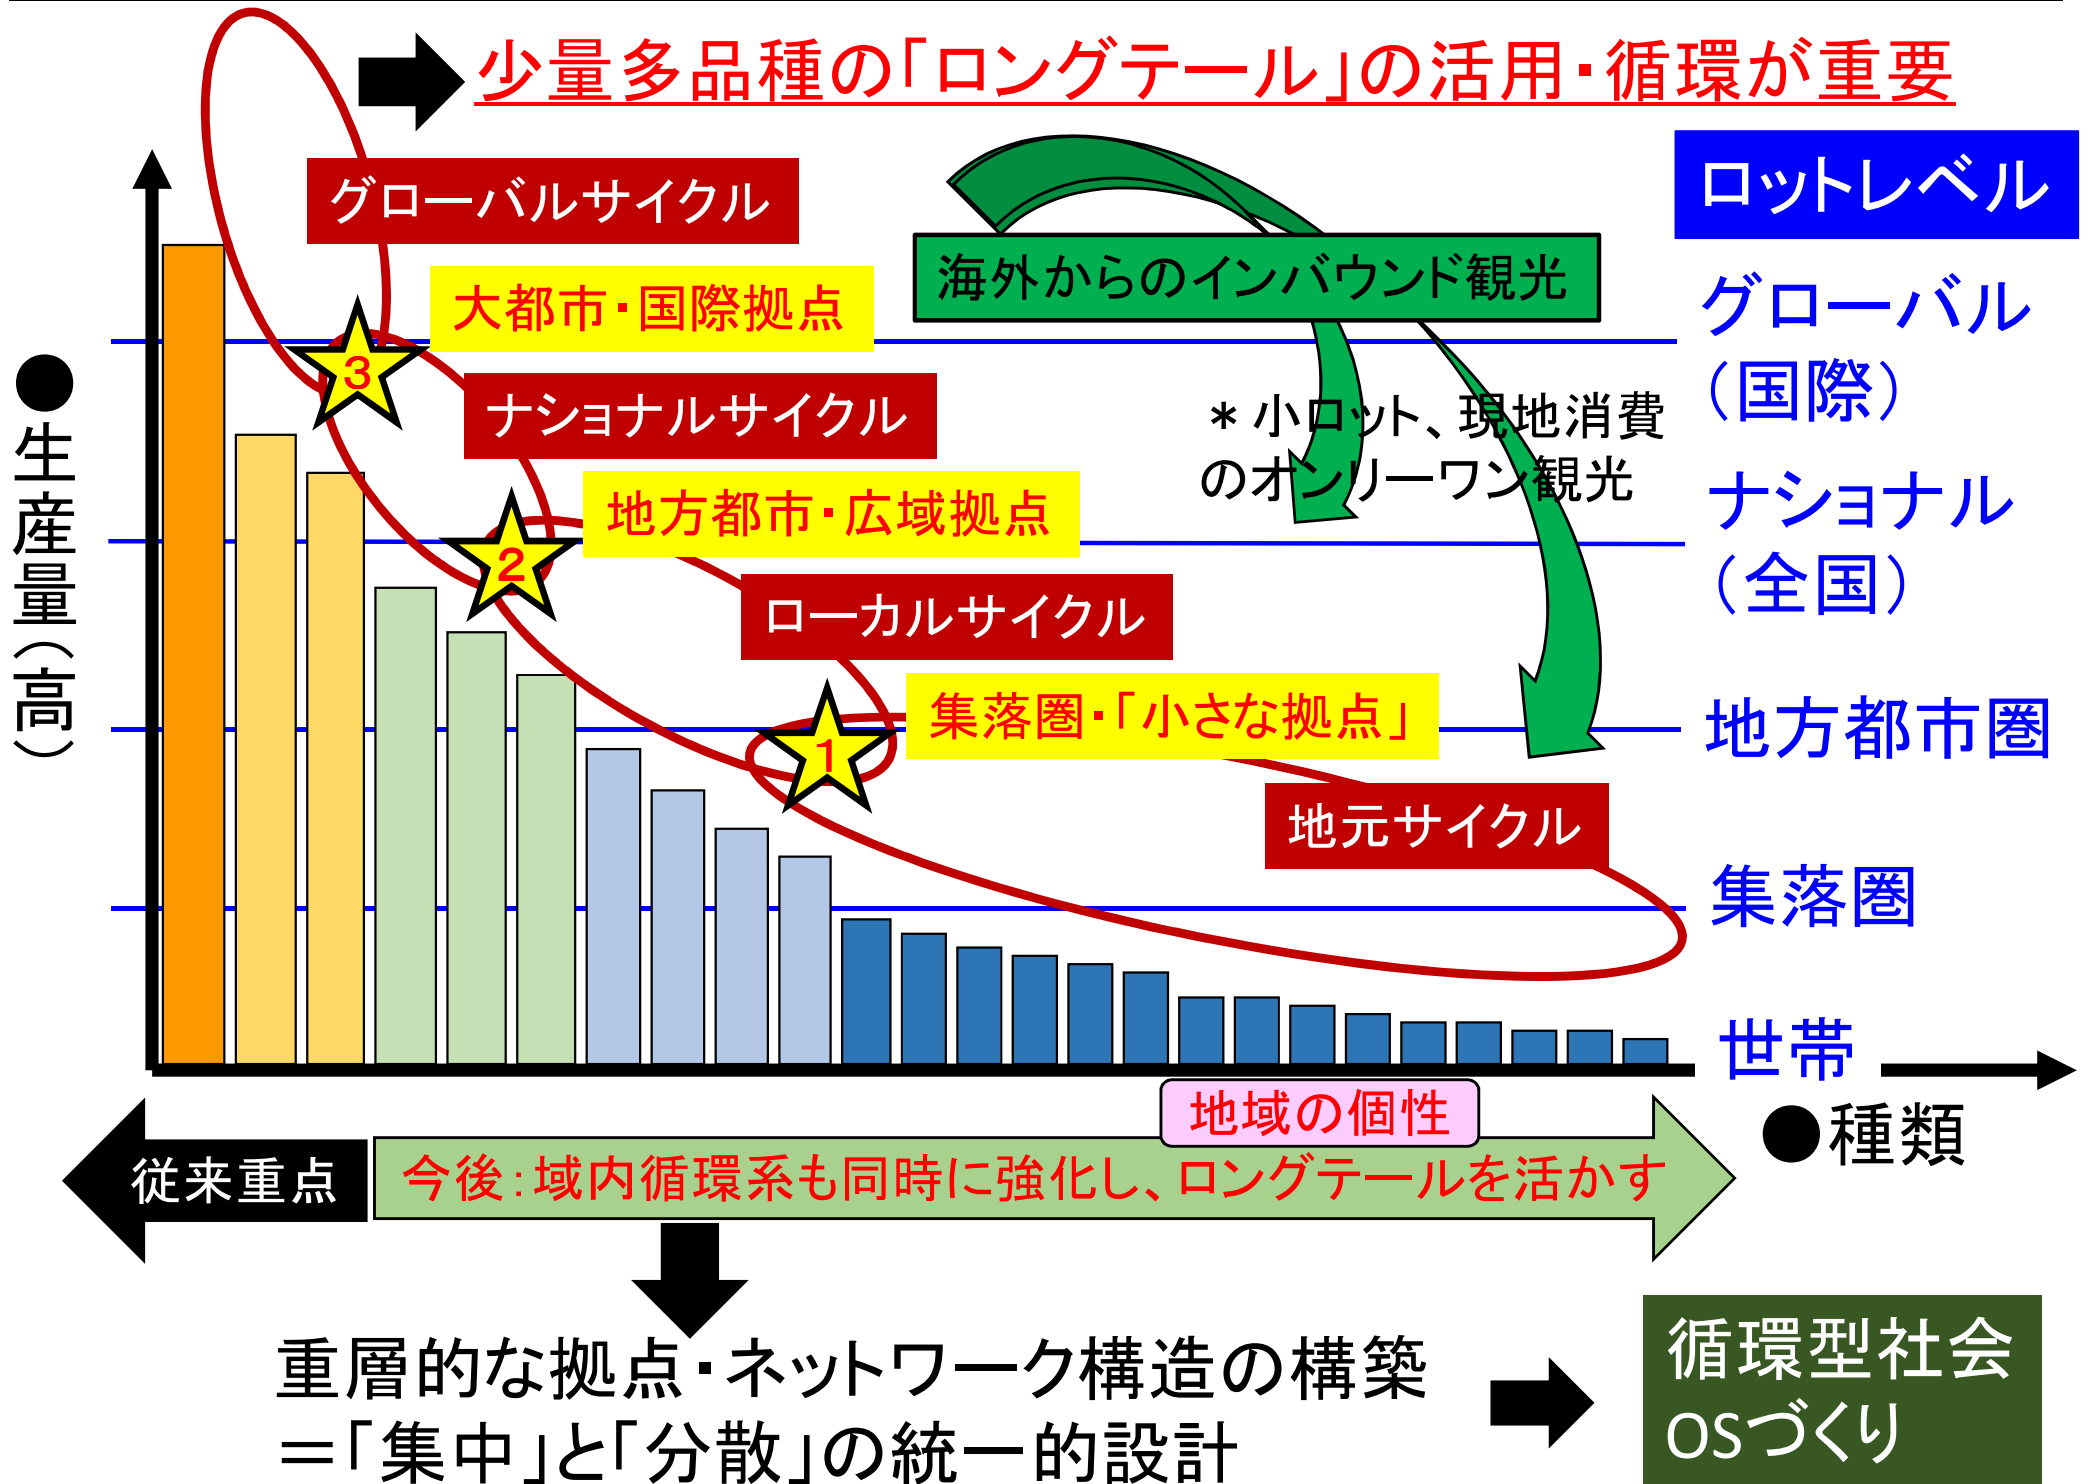 少量多品種の「ロングテール」の活用・循環が重要
ロットレベル
グローバルサイクル
海外からのインバウンド観光
大都市・国際拠点
グローバル
（国際）
3
ナショナルサイクル
＊小ロット、現地消費
のオンリーワン観光
●生産量（高）
地方都市・広域拠点
ナショナル
（全国）
2
ローカルサイクル
集落圏・「小さな拠点」
地方都市圏
1
地元サイクル
集落圏
世帯
地域の個性
●種類
従来重点
今後：域内循環系も同時に強化し、ロングテールを活かす
重層的な拠点・ネットワーク構造の構築
＝「集中」と「分散」の統一的設計
循環型社会
OSづくり